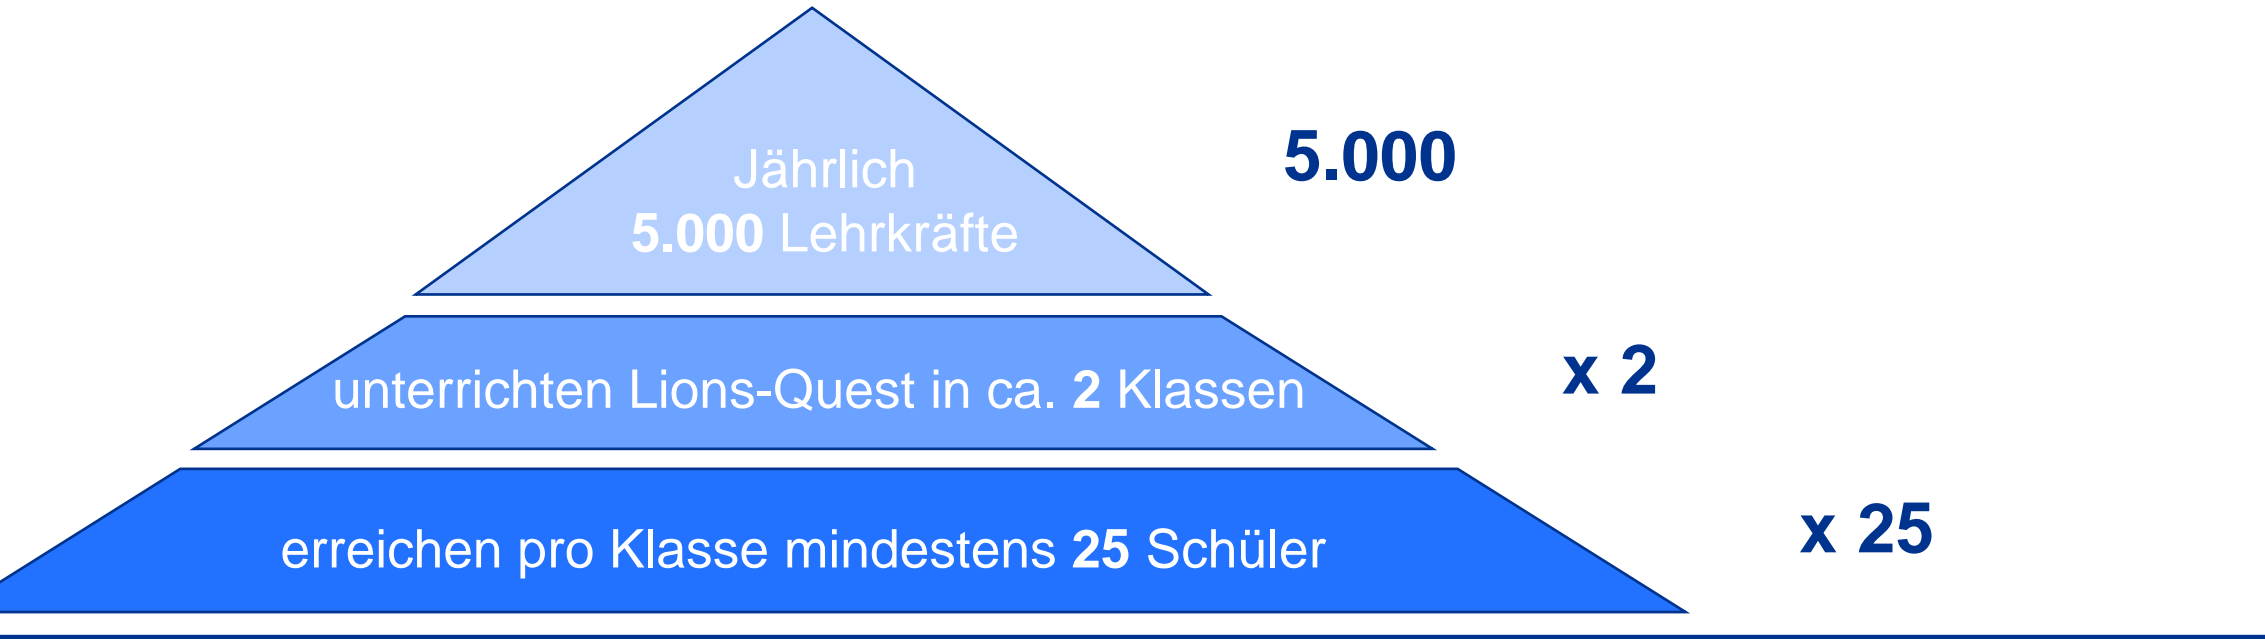 Jährlich
5.000 Lehrkräfte
5.000
unterrichten Lions-Quest in ca. 2 Klassen
x 2
erreichen pro Klasse mindestens 25 Schüler
x 25